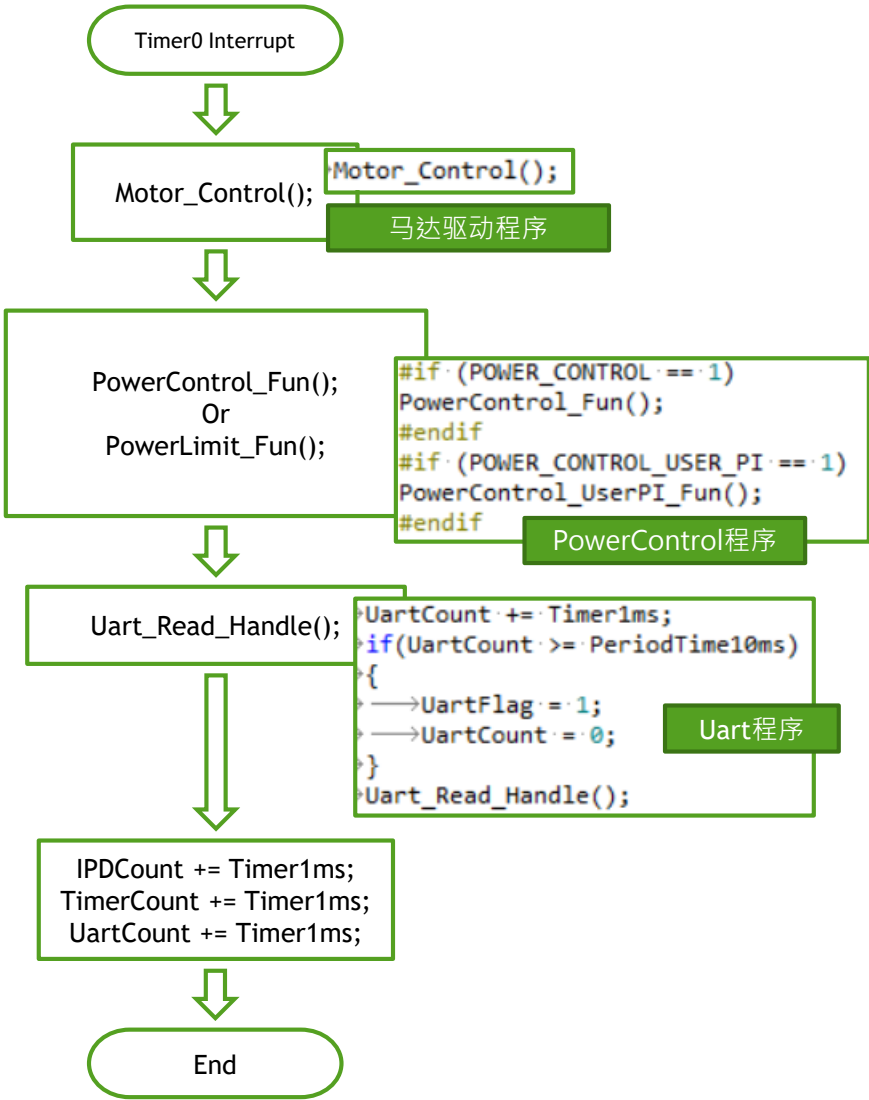 Timer0 Interrupt
Motor_Control();
Motor_Control();
马达驱动程序
PowerControl_Fun();
Or
PowerLimit_Fun();
#if (POWER_CONTROL == 1)
PowerControl_Fun();
#endif
#if (POWER_CONTROL_USER_PI == 1)
PowerControl_UserPI_Fun();
#endif
PowerControl程序
Uart_Read_Handle();
UartCount += Timer1ms;
if(UartCount >= PeriodTime10ms)
{
UartFlag = 1;
UartCount = 0;
}
Uart_Read_Handle();
Uart程序
IPDCount += Timer1ms;
TimerCount += Timer1ms;
UartCount += Timer1ms;
End